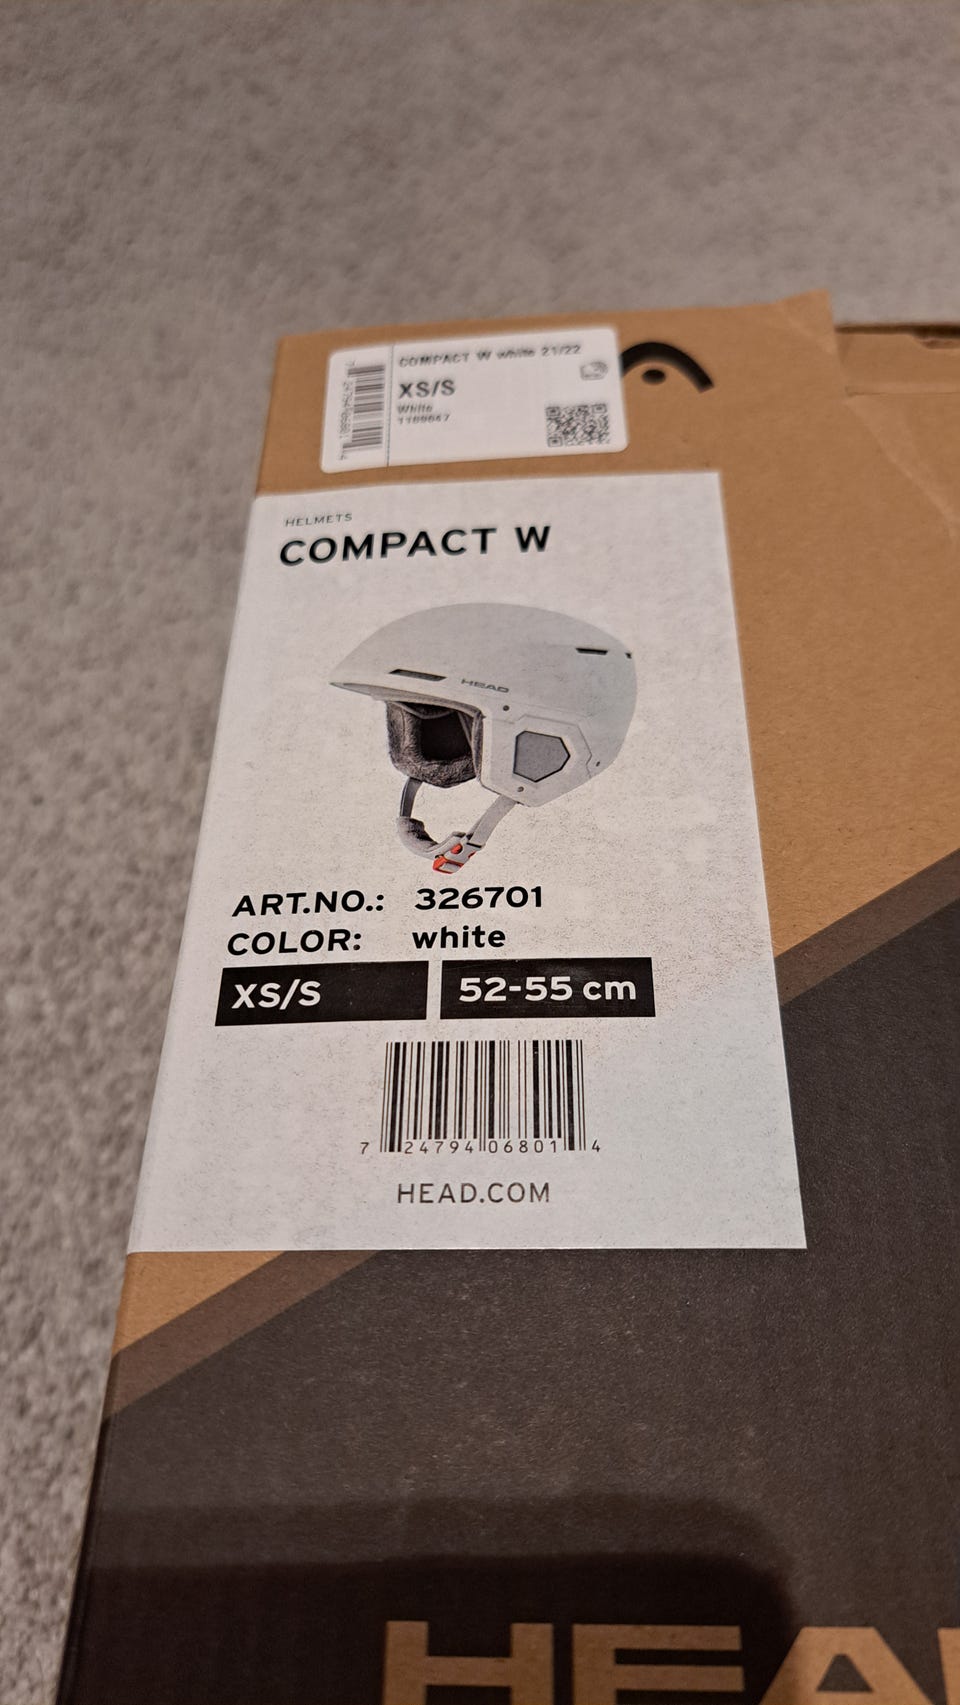 COMPACT W white 21/22
XS/S
White
HELMETS
COMPACT W
HEAD
ART.NO.: 326701
COLOR: white
XS/S 52-55 cm
7 24794 06801 4
HEAD.COM
HEAD